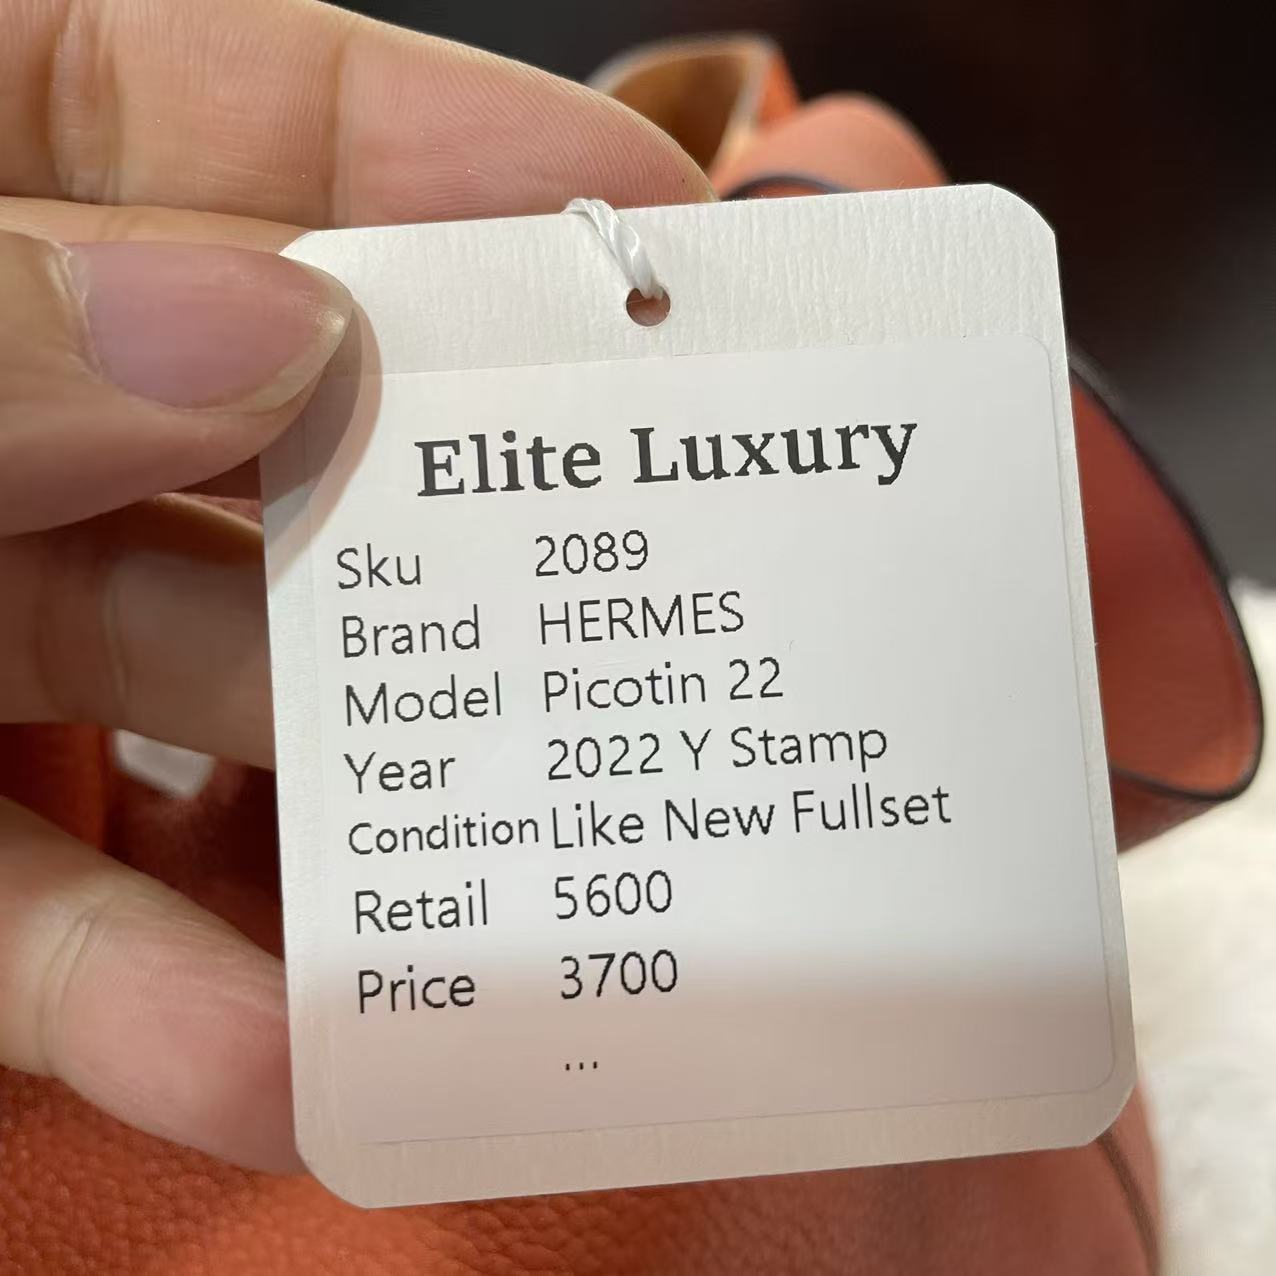 Elite Luxury
Sku 2089
Brand HERMES
Model Picotin 22
Year 2022 Y Stamp
Condition Like New Fullset
Retail 5600
Price 3700
...